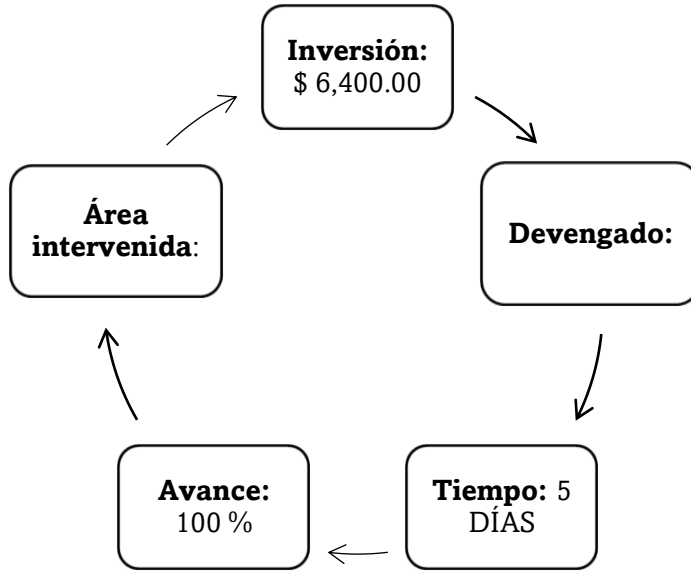 Inversión:
$ 6,400.00
Devengado:
Tiempo: 5
DÍAS
Avance:
100 %
Área
intervenida: